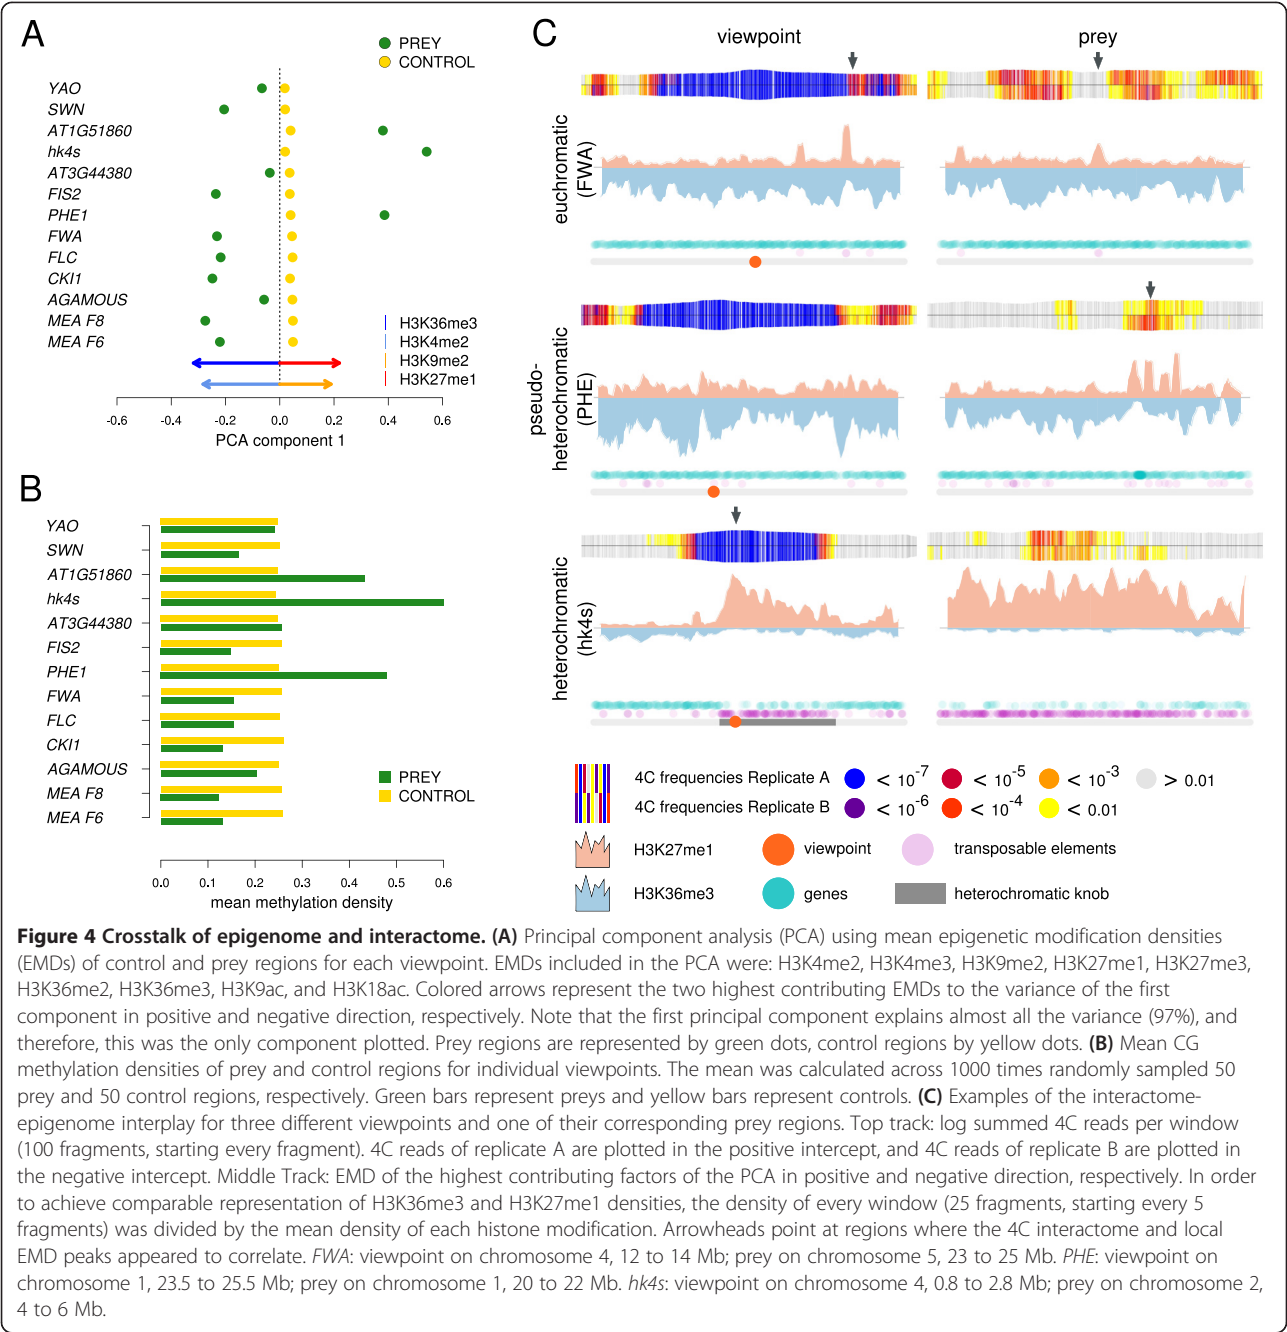 A
PREY
CONTROL
YAO
SWN
AT1G51860
hk4s
AT3G44380
FIS2
PHE1
FWA
FLC
CKI1
AGAMOUS
MEA F8
MEA F6
H3K36me3
H3K4me2
H3K9me2
H3K27me1
-0.6 -0.4 -0.2 0.0 0.2 0.4 0.6
PCA component 1
B
YAO
SWN
AT1G51860
hk4s
AT3G44380
FIS2
PHE1
FWA
FLC
CKI1
AGAMOUS
MEA F8
MEA F6
PREY
CONTROL
0.0 0.1 0.2 0.3 0.4 0.5 0.6
mean methylation density
C
viewpoint prey
euchromatic
(FWA)
pseudo-
heterochromatic
(PHE)
heterochromatic
(hk4s)
4C frequencies Replicate A < 10-7 < 10-5 < 10-3 > 0.01
4C frequencies Replicate B < 10-6 < 10-4 < 0.01
H3K27me1 viewpoint transposable elements
H3K36me3 genes heterochromatic knob
Figure 4 Crosstalk of epigenome and interactome. (A) Principal component analysis (PCA) using mean epigenetic modification densities
(EMDs) of control and prey regions for each viewpoint. EMDs included in the PCA were: H3K4me2, H3K4me3, H3K9me2, H3K27me1, H3K27me3,
H3K36me2, H3K36me3, H3K9ac, and H3K18ac. Colored arrows represent the two highest contributing EMDs to the variance of the first
component in positive and negative direction, respectively. Note that the first principal component explains almost all the variance (97%), and
therefore, this was the only component plotted. Prey regions are represented by green dots, control regions by yellow dots. (B) Mean CG
methylation densities of prey and control regions for individual viewpoints. The mean was calculated across 1000 times randomly sampled 50
prey and 50 control regions, respectively. Green bars represent preys and yellow bars represent controls. (C) Examples of the interactome-
epigenome interplay for three different viewpoints and one of their corresponding prey regions. Top track: log summed 4C reads per window
(100 fragments, starting every fragment). 4C reads of replicate A are plotted in the positive intercept, and 4C reads of replicate B are plotted in
the negative intercept. Middle Track: EMD of the highest contributing factors of the PCA in positive and negative direction, respectively. In order
to achieve comparable representation of H3K36me3 and H3K27me1 densities, the density of every window (25 fragments, starting every 5
fragments) was divided by the mean density of each histone modification. Arrowheads point at regions where the 4C interactome and local
EMD peaks appeared to correlate. FWA: viewpoint on chromosome 4, 12 to 14 Mb; prey on chromosome 5, 23 to 25 Mb. PHE: viewpoint on
chromosome 1, 23.5 to 25.5 Mb; prey on chromosome 1, 20 to 22 Mb. hk4s: viewpoint on chromosome 4, 0.8 to 2.8 Mb; prey on chromosome 2,
4 to 6 Mb.